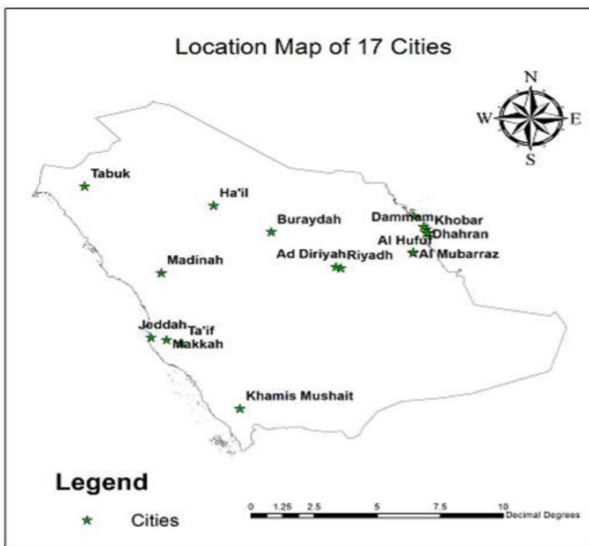 Location Map of 17 Cities
N
W E
S
Tabuk
Ha'il
Buraydah
Dammam
Khobar
Dhahran
Al Hufuf
Ad Diriyah
Riyadh
Al Mubarraz
Madinah
Jeddah
Ta'if
Makkah
Khamis Mushait
Legend
Cities
0 1.25 2.5 5 7.5 10
Decimal Degrees